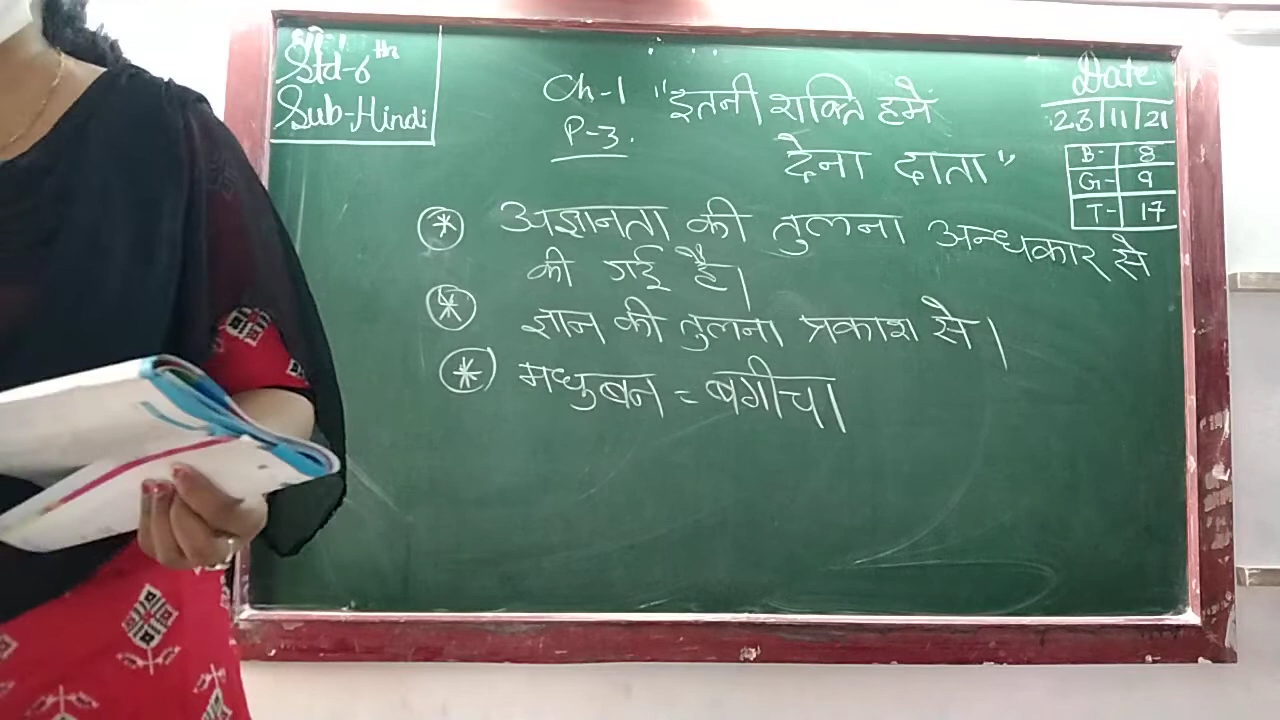 Std-6th
Sub-Hindi
Ch-1 "इतनी शक्ति हमें
P-3.
देना दाता"
Date
23/11/21
B- 8
G- 9
T- 17
* अज्ञानता की तुलना अन्धकार से
की गई है।
* ज्ञान की तुलना प्रकाश से।
* मधुबन = बगीचा